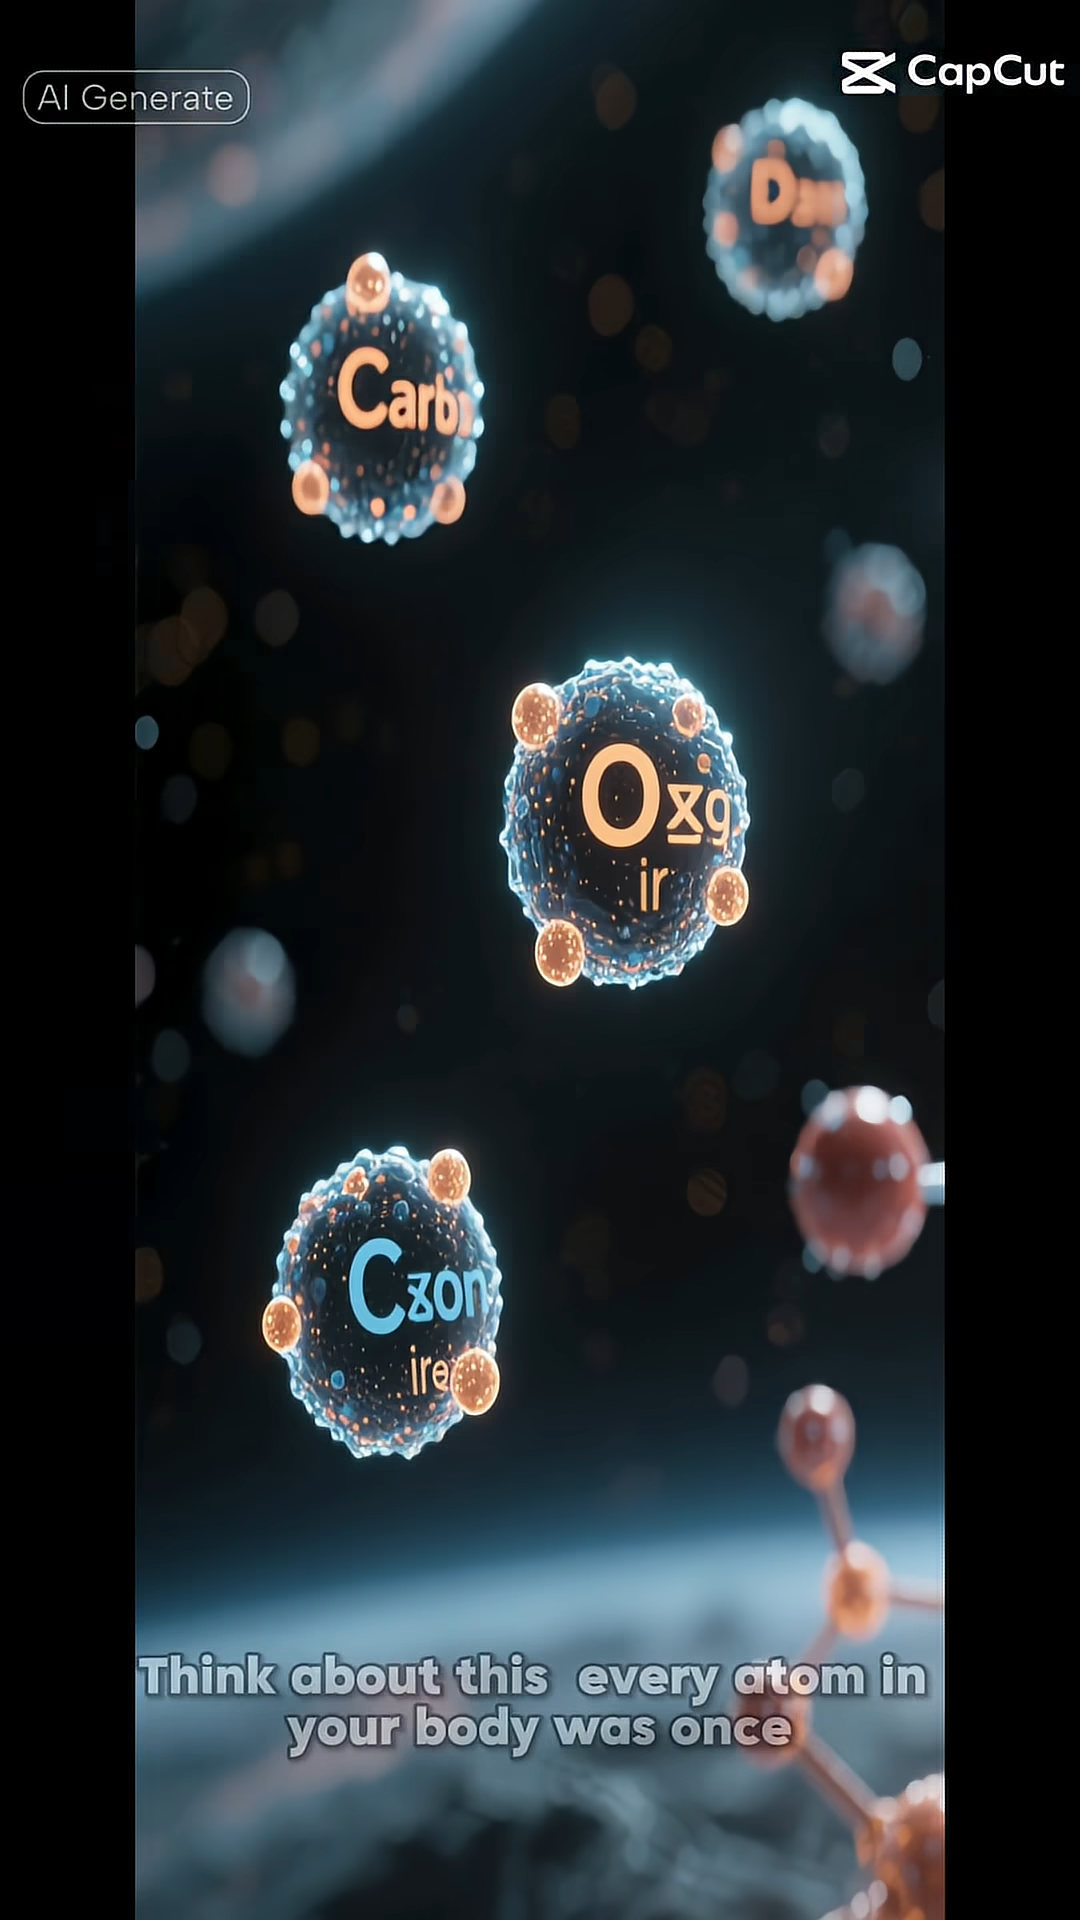 AI Generate
CapCut
Carb
Oxg
ir
Czon
ire
Think about this every atom in
your body was once